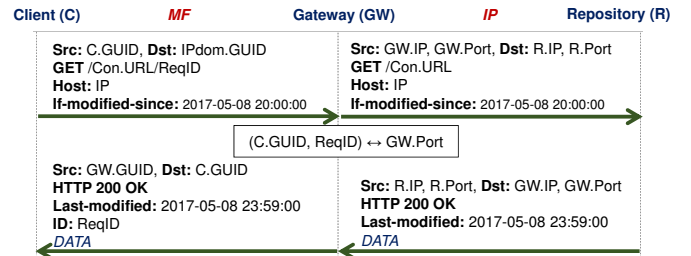 Client (C) MF Gateway (GW) IP Repository (R)
Src: C.GUID, Dst: IPdom.GUID
GET /Con.URL/ReqID
Host: IP
If-modified-since: 2017-05-08 20:00:00
Src: GW.IP, GW.Port, Dst: R.IP, R.Port
GET /Con.URL
Host: IP
If-modified-since: 2017-05-08 20:00:00
(C.GUID, ReqID) ↔ GW.Port
Src: GW.GUID, Dst: C.GUID
HTTP 200 OK
Last-modified: 2017-05-08 23:59:00
ID: ReqID
DATA
Src: R.IP, R.Port, Dst: GW.IP, GW.Port
HTTP 200 OK
Last-modified: 2017-05-08 23:59:00
DATA